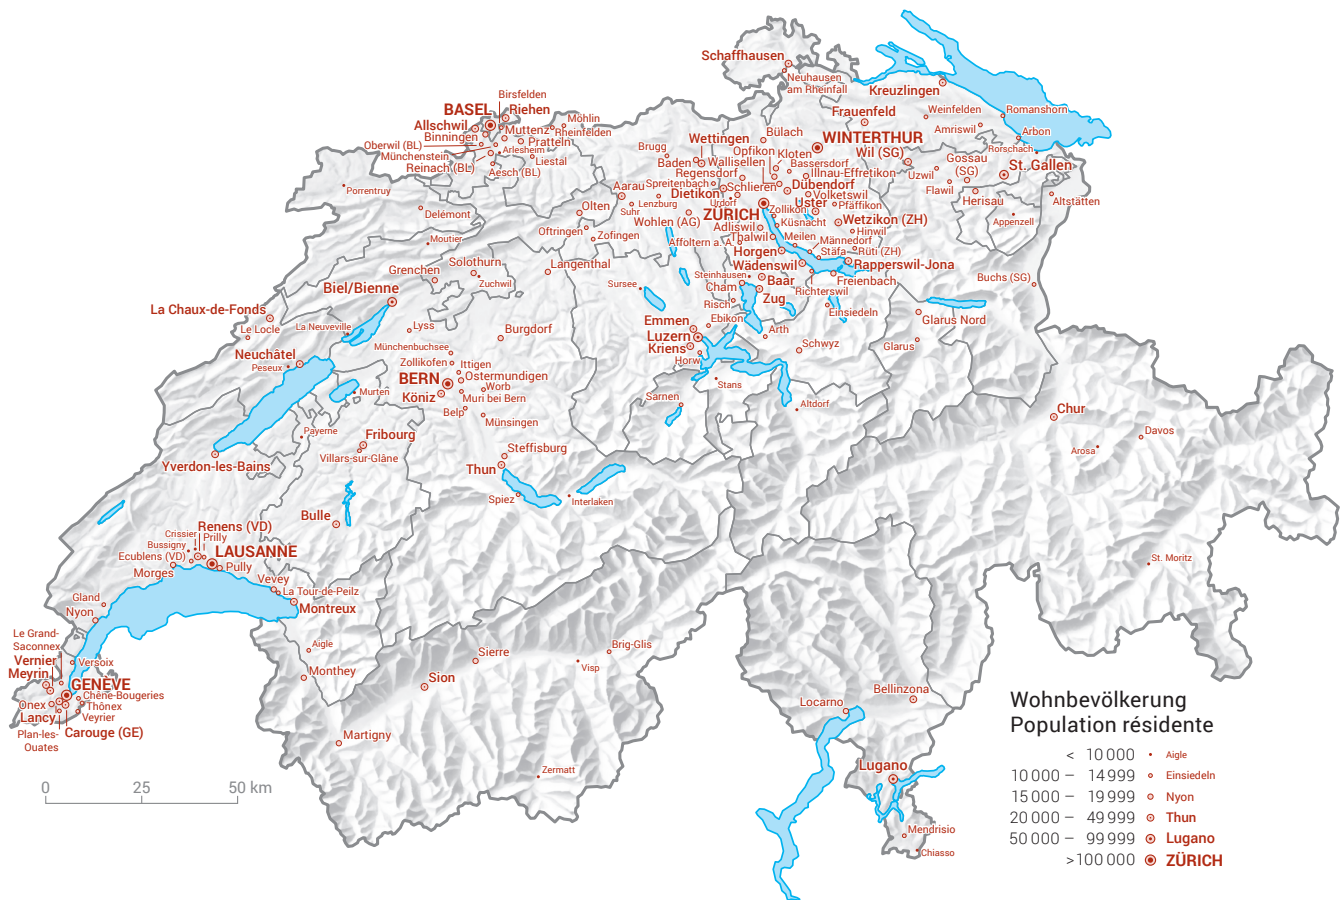 Schaffhausen
Neuhausen
am Rheinfall
Kreuzlingen
Birsfelden
BASEL
Riehen
Allschwil
Binningen
Muttenz
Möhlin
Rheinfelden
Pratteln
Oberwil (BL)
Münchenstein
Arlesheim
Reinach (BL)
Liestal
Aesch (BL)
Frauenfeld
Weinfelden
Romanshorn
Amriswil
Arbon
Rorschach
Wettingen
Bülach
WINTERTHUR
Brugg
Opfikon
Kloten
Wil (SG)
Baden
Wallisellen
Bassersdorf
Gossau
(SG)
St. Gallen
Regensdorf
Illnau-Effretikon
Uzwil
Flawil
Herisau
Altstätten
Appenzell
Porrentruy
Delémont
Moutier
Aarau
Spreitenbach
Schlieren
Dübendorf
Dietikon
Urdorf
Volketswil
Olten
Suhr
Lenzburg
Uster
Pfäffikon
Zollikon
ZÜRICH
Wohlen (AG)
Küsnacht
Wetzikon (ZH)
Oftringen
Zofingen
Adliswil
Hinwil
Thalwil
Meilen
Männedorf
Affoltern a. A.
Stäfa
Rüti (ZH)
Horgen
Wädenswil
Rapperswil-Jona
Richterswil
Freienbach
Steinhausen
Baar
Cham
Zug
Risch
Einsiedeln
Buchs (SG)
Grenchen
Solothurn
Zuchwil
Langenthal
Sursee
Biel/Bienne
La Chaux-de-Fonds
Le Locle
La Neuveville
Lyss
Burgdorf
Emmen
Ebikon
Luzern
Kriens
Horw
Arth
Schwyz
Glarus Nord
Glarus
Neuchâtel
Peseux
Münchenbuchsee
Zollikofen
Ittigen
Ostermundigen
BERN
Worb
Köniz
Muri bei Bern
Belp
Münsingen
Murten
Stans
Sarnen
Altdorf
Chur
Davos
Arosa
Payerne
Fribourg
Villars-sur-Glâne
Yverdon-les-Bains
Steffisburg
Thun
Spiez
Interlaken
Bulle
Renens (VD)
Crissier
Prilly
Bussigny
LAUSANNE
Ecublens (VD)
Pully
Morges
Vevey
La Tour-de-Peilz
Montreux
St. Moritz
Gland
Nyon
Le Grand-
Saconnex
Vernier
Versoix
Meyrin
GENÈVE
Chêne-Bougeries
Onex
Thônex
Lancy
Veyrier
Plan-les-
Ouates
Carouge (GE)
Aigle
Monthey
Sierre
Brig-Glis
Visp
Sion
Martigny
Zermatt
Bellinzona
Locarno
Lugano
Mendrisio
Chiasso
0 25 50 km
Wohnbevölkerung
Population résidente
< 10 000 Aigle
10 000 – 14 999 Einsiedeln
15 000 – 19 999 Nyon
20 000 – 49 999 Thun
50 000 – 99 999 Lugano
>100 000 ZÜRICH